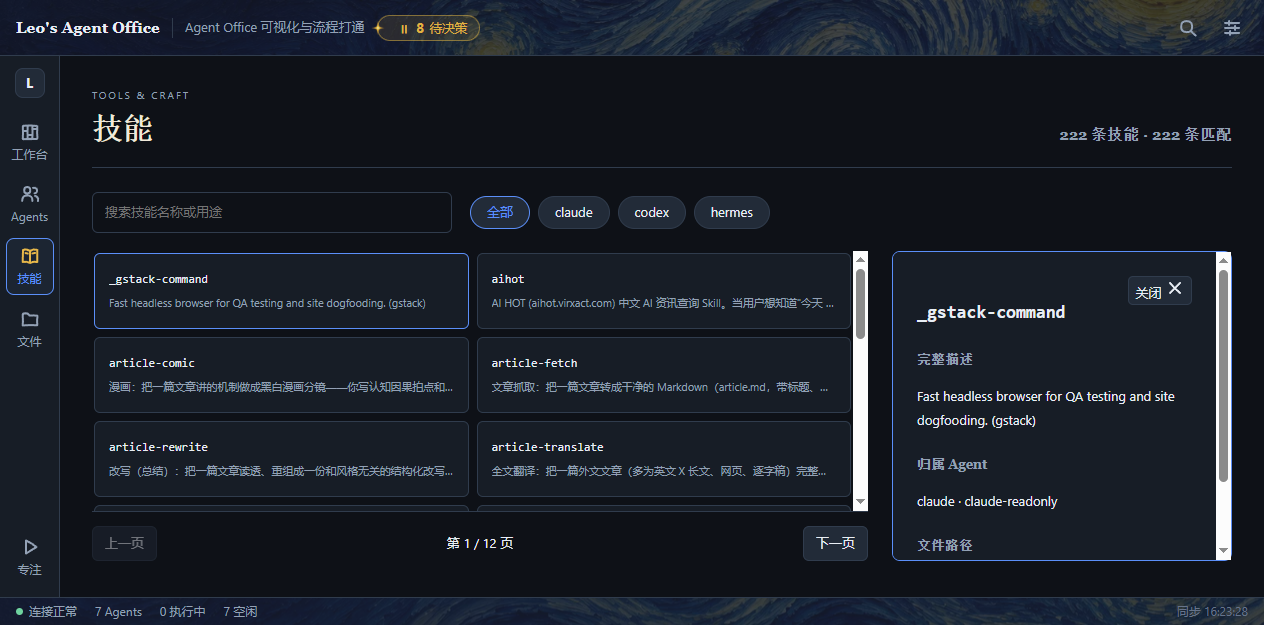 Leo's Agent Office
Agent Office 可视化与流程打通
8 待决策
L
工作台
Agents
技能
文件
专注
TOOLS & CRAFT
技能
222 条技能 · 222 条匹配
搜索技能名称或用途
全部
claude
codex
hermes
_gstack-command
Fast headless browser for QA testing and site dogfooding. (gstack)
aihot
AI HOT (aihot.virxact.com) 中文 AI 资讯查询 Skill。当用户想知道"今天 ...
article-comic
漫画：把一篇文章讲的机制做成黑白漫画分镜——你写认知因果拍点和...
article-fetch
文章抓取：把一篇文章转成干净的 Markdown（article.md，带标题、...
article-rewrite
改写（总结）：把一篇文章读透、重组成一份和风格无关的结构化改写...
article-translate
全文翻译：把一篇外文文章（多为英文 X 长文、网页、逐字稿）完整...
上一页
第 1 / 12 页
下一页
关闭
_gstack-command
完整描述
Fast headless browser for QA testing and site
dogfooding. (gstack)
归属 Agent
claude · claude-readonly
文件路径
连接正常
7 Agents
0 执行中
7 空闲
同步 16:23:28